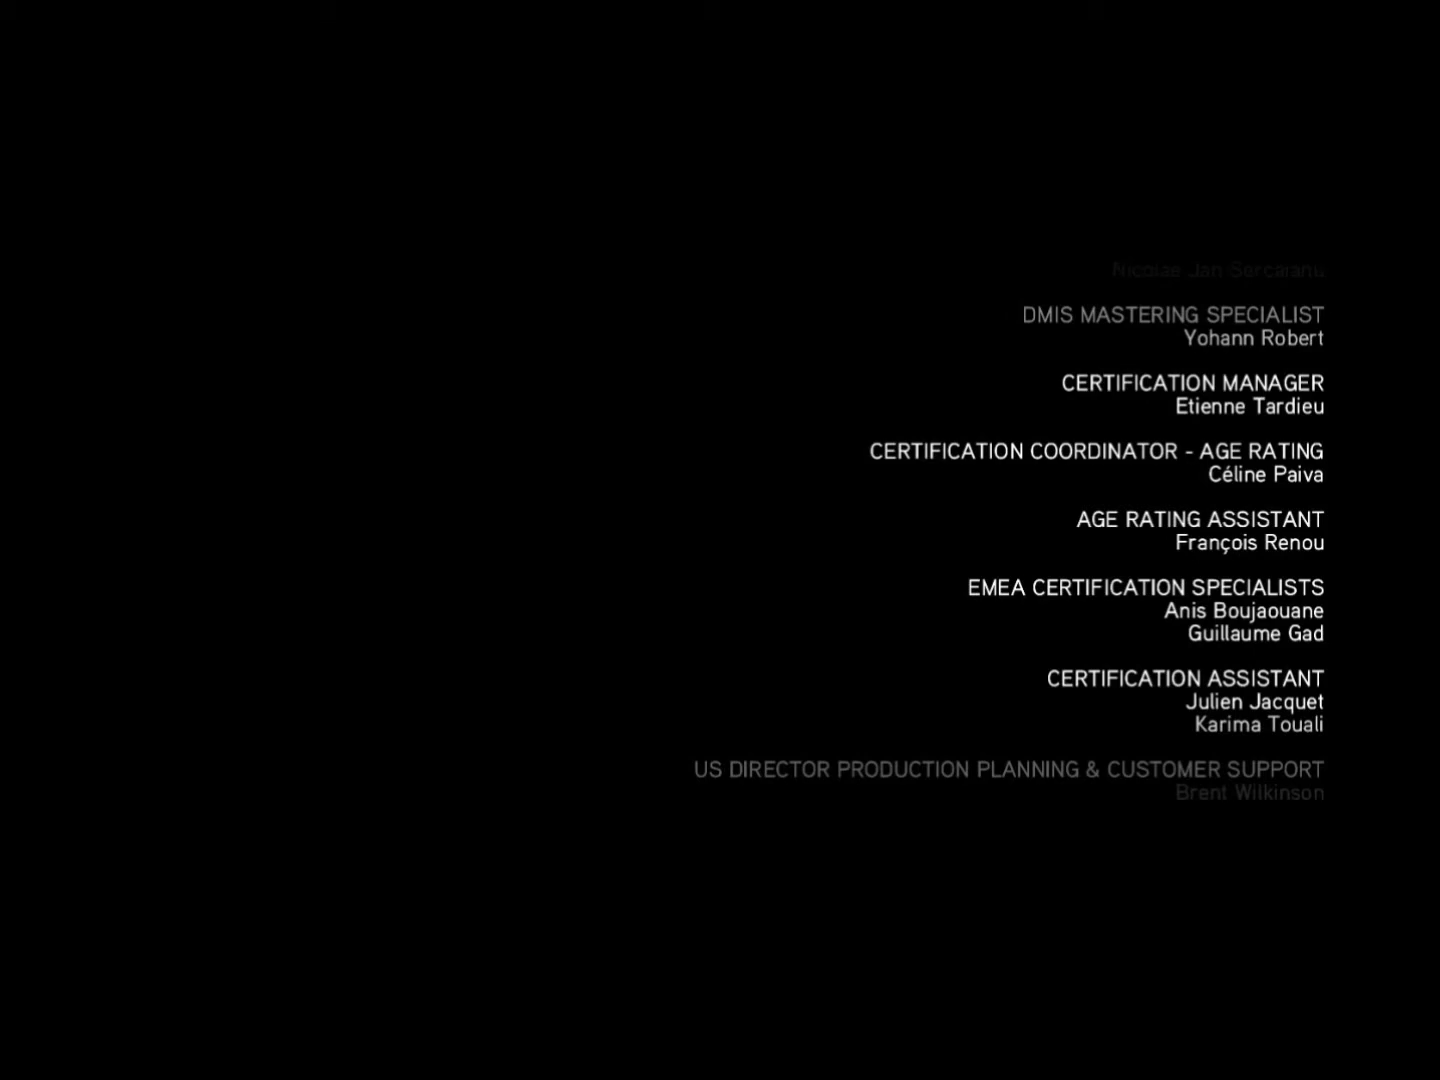 DMIS MASTERING SPECIALIST
Yohann Robert
CERTIFICATION MANAGER
Etienne Tardieu
CERTIFICATION COORDINATOR - AGE RATING
Céline Paiva
AGE RATING ASSISTANT
François Renou
EMEA CERTIFICATION SPECIALISTS
Anis Boujaouane
Guillaume Gad
CERTIFICATION ASSISTANT
Julien Jacquet
Karima Touali
US DIRECTOR PRODUCTION PLANNING & CUSTOMER SUPPORT
Brent Wilkinson